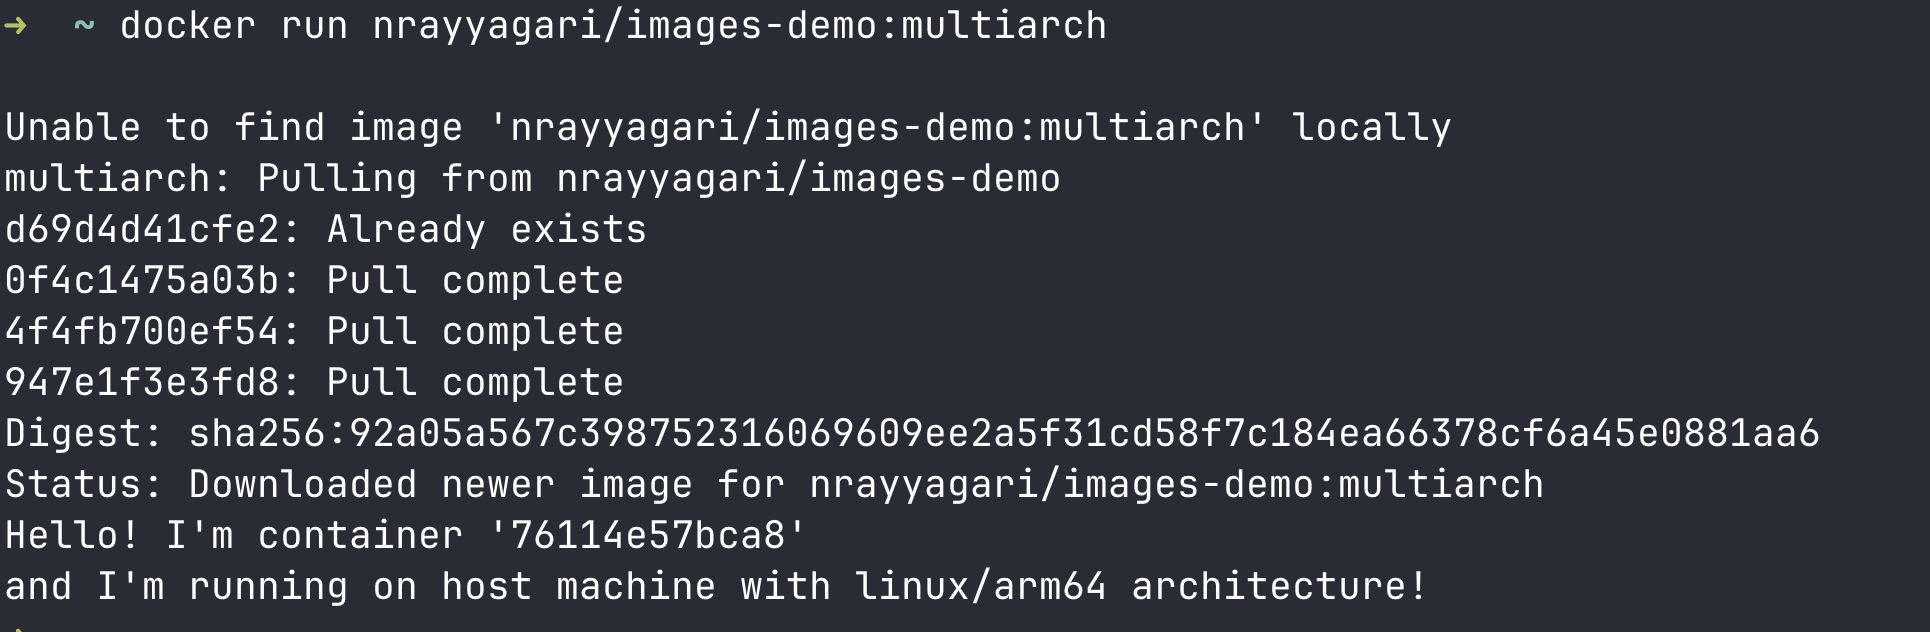 → ~ docker run nrayyagari/images-demo:multiarch
Unable to find image 'nrayyagari/images-demo:multiarch' locally
multiarch: Pulling from nrayyagari/images-demo
d69d4d41cfe2: Already exists
0f4c1475a03b: Pull complete
4f4fb700ef54: Pull complete
947e1f3e3fd8: Pull complete
Digest: sha256:92a05a567c398752316069609ee2a5f31cd58f7c184ea66378cf6a45e0881aa6
Status: Downloaded newer image for nrayyagari/images-demo:multiarch
Hello! I'm container '76114e57bca8'
and I'm running on host machine with linux/arm64 architecture!